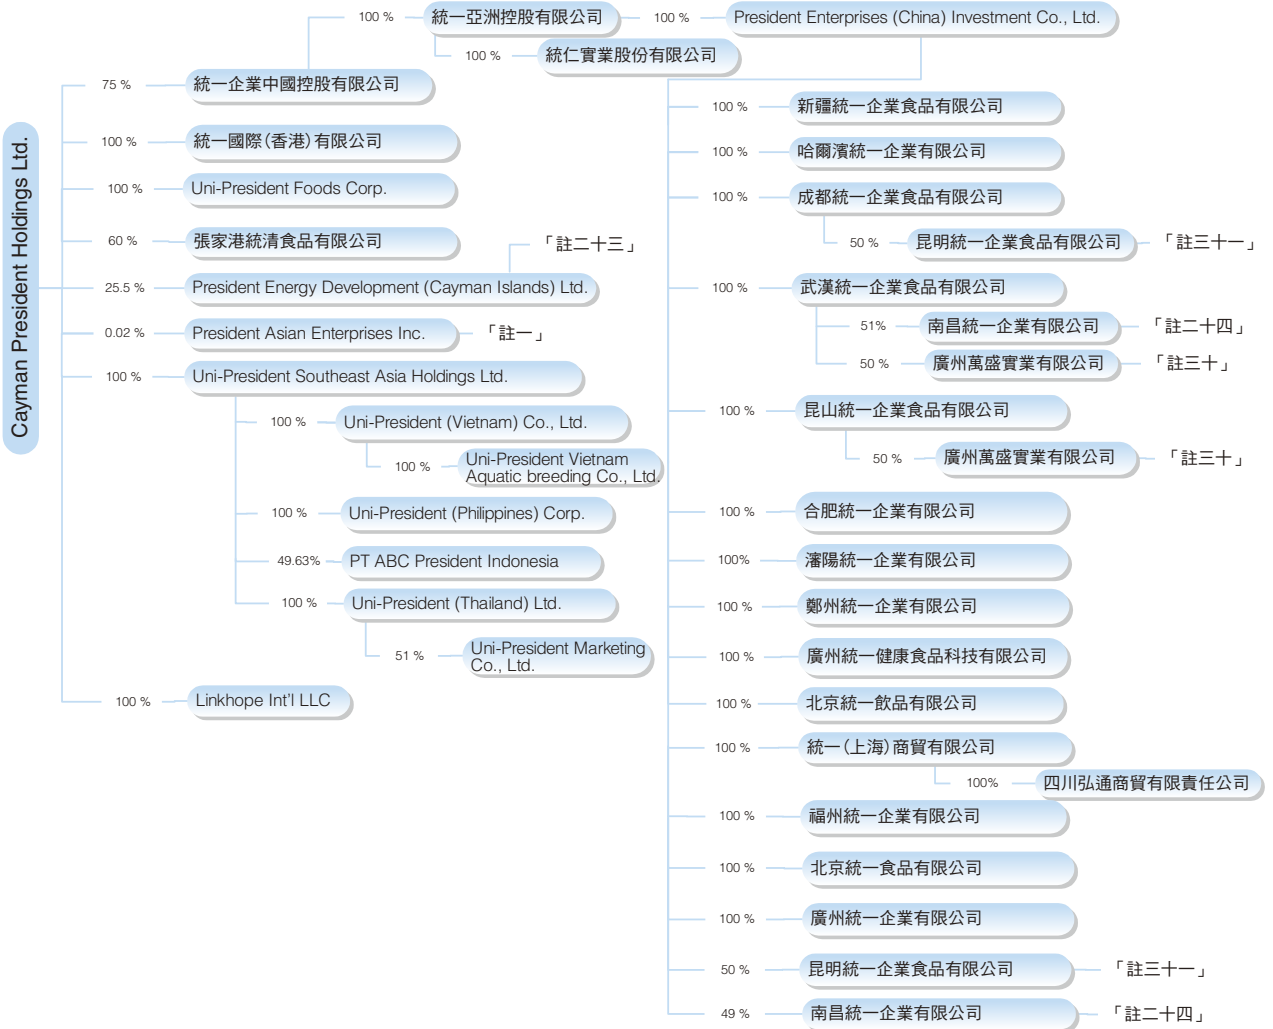 Cayman President Holdings Ltd.
75 %
統一企業中國控股有限公司
100 %
統一亞洲控股有限公司
100 %
President Enterprises (China) Investment Co., Ltd.
100 %
統仁實業股份有限公司
100 %
統一國際(香港)有限公司
100 %
Uni-President Foods Corp.
60 %
張家港統清食品有限公司
25.5 %
President Energy Development (Cayman Islands) Ltd.
「註二十三」
0.02 %
President Asian Enterprises Inc.
「註一」
100 %
Uni-President Southeast Asia Holdings Ltd.
100 %
Uni-President (Vietnam) Co., Ltd.
100 %
Uni-President Vietnam
Aquatic breeding Co., Ltd.
100 %
Uni-President (Philippines) Corp.
49.63%
PT ABC President Indonesia
100 %
Uni-President (Thailand) Ltd.
51 %
Uni-President Marketing
Co., Ltd.
100 %
Linkhope Int'l LLC
100 %
新疆統一企業食品有限公司
100 %
哈爾濱統一企業有限公司
100 %
成都統一企業食品有限公司
50 %
昆明統一企業食品有限公司
「註三十一」
100 %
武漢統一企業食品有限公司
51%
南昌統一企業有限公司
「註二十四」
50 %
廣州萬盛實業有限公司
「註三十」
100 %
昆山統一企業食品有限公司
50 %
廣州萬盛實業有限公司
「註三十」
100 %
合肥統一企業有限公司
100%
瀋陽統一企業有限公司
100 %
鄭州統一企業有限公司
100 %
廣州統一健康食品科技有限公司
100 %
北京統一飲品有限公司
100 %
統一(上海)商貿有限公司
100%
四川弘通商貿有限責任公司
100 %
福州統一企業有限公司
100 %
北京統一食品有限公司
100 %
廣州統一企業有限公司
50 %
昆明統一企業食品有限公司
「註三十一」
49 %
南昌統一企業有限公司
「註二十四」